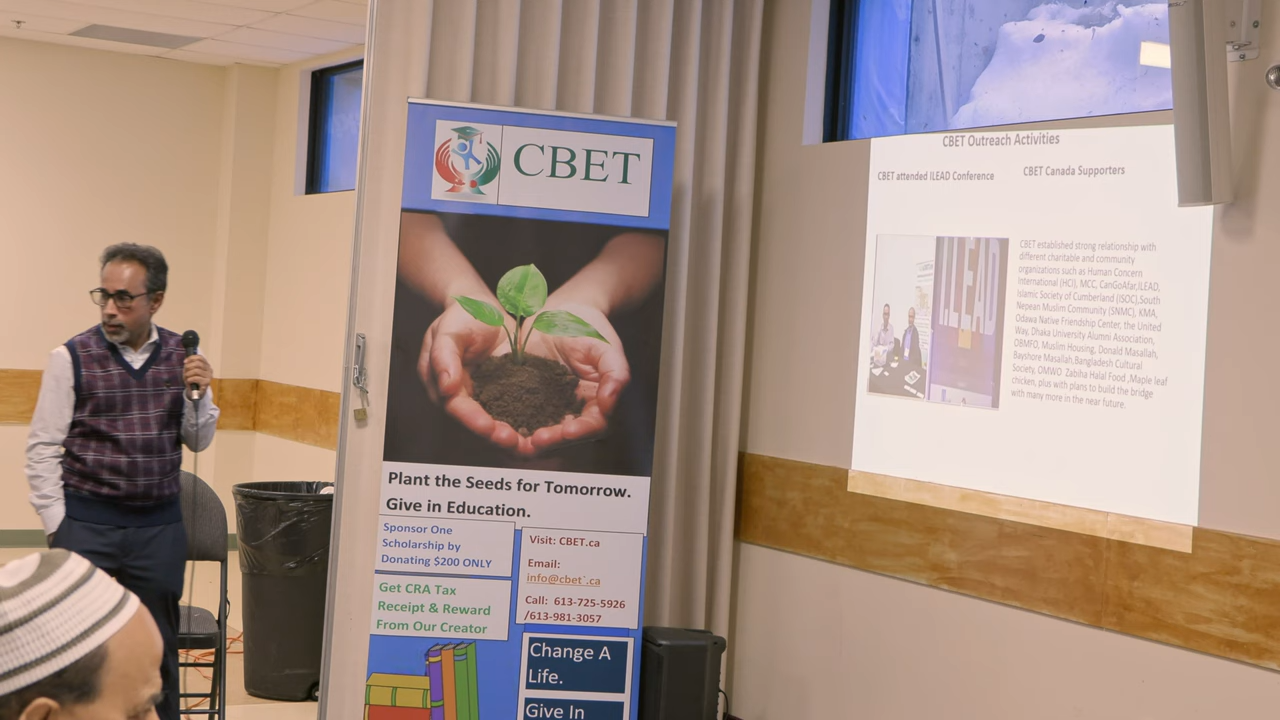 CBET
Plant the Seeds for Tomorrow.
Give in Education.
Sponsor One
Scholarship by
Donating $200 ONLY
Get CRA Tax
Receipt & Reward
From Our Creator
Visit: CBET.ca
Email:
info@cbet`.ca
Call: 613-725-5926
/613-981-3057
Change A
Life.
Give In
CBET Outreach Activities
CBET attended ILEAD Conference
CBET Canada Supporters
I.LEAD
CBET established strong relationship with
different charitable and community
organizations such as Human Concern
International (HCI), MCC, CanGoAfar,ILEAD,
Islamic Society of Cumberland (ISOC),South
Nepean Muslim Community (SNMC), KMA,
Odawa Native Friendship Center, the United
Way, Dhaka University Alumni Association,
DBMFO, Muslim Housing, Donald Masallah,
Bayshore Masallah,Bangladesh Cultural
Society, OMWO Zabiha Halal Food ,Maple leaf
chicken, plus with plans to build the bridge
with many more in the near future.